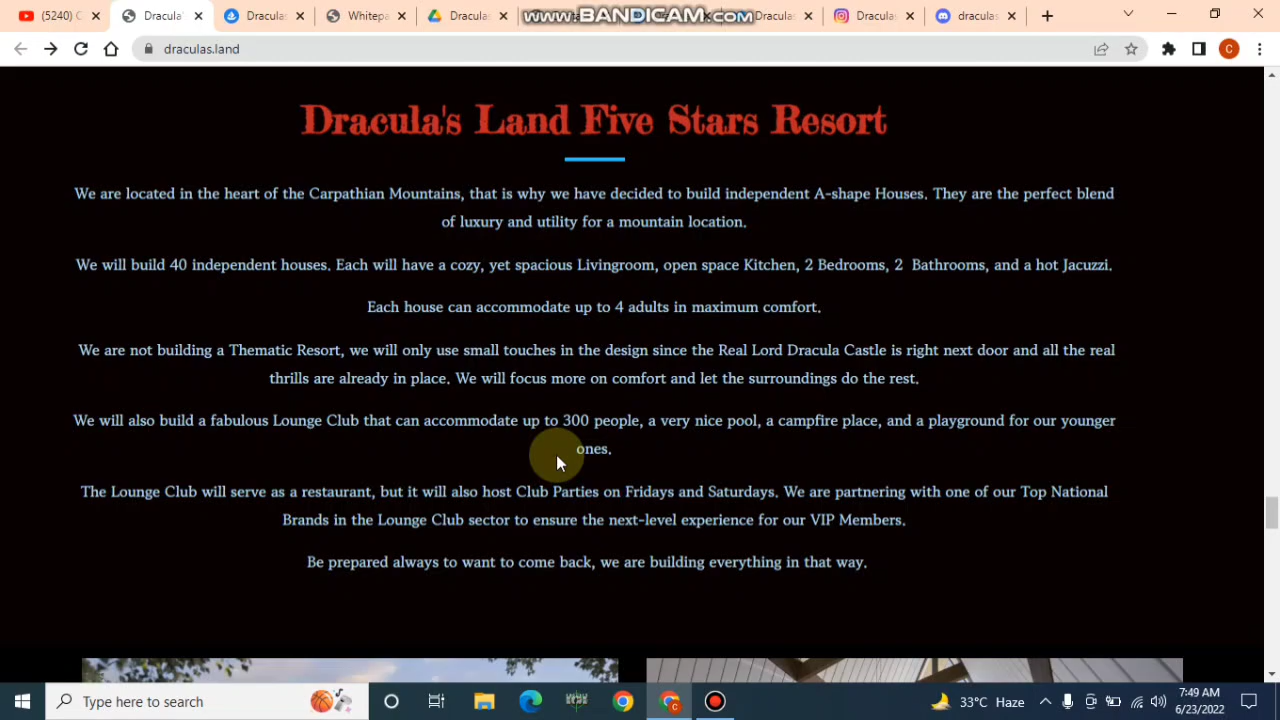 (5240)
Dracula'
Draculas
Whitepa
Draculas
www.BANDICAM.com
Draculas
Draculas
draculas
draculas.land
C
Dracula's Land Five Stars Resort
We are located in the heart of the Carpathian Mountains, that is why we have decided to build independent A-shape Houses. They are the perfect blend
of luxury and utility for a mountain location.
We will build 40 independent houses. Each will have a cozy, yet spacious Livingroom, open space Kitchen, 2 Bedrooms, 2 Bathrooms, and a hot Jacuzzi.
Each house can accommodate up to 4 adults in maximum comfort.
We are not building a Thematic Resort, we will only use small touches in the design since the Real Lord Dracula Castle is right next door and all the real
thrills are already in place. We will focus more on comfort and let the surroundings do the rest.
We will also build a fabulous Lounge Club that can accommodate up to 300 people, a very nice pool, a campfire place, and a playground for our younger
ones.
The Lounge Club will serve as a restaurant, but it will also host Club Parties on Fridays and Saturdays. We are partnering with one of our Top National
Brands in the Lounge Club sector to ensure the next-level experience for our VIP Members.
Be prepared always to want to come back, we are building everything in that way.
Type here to search
C
33°C Haze
7:49 AM
6/23/2022